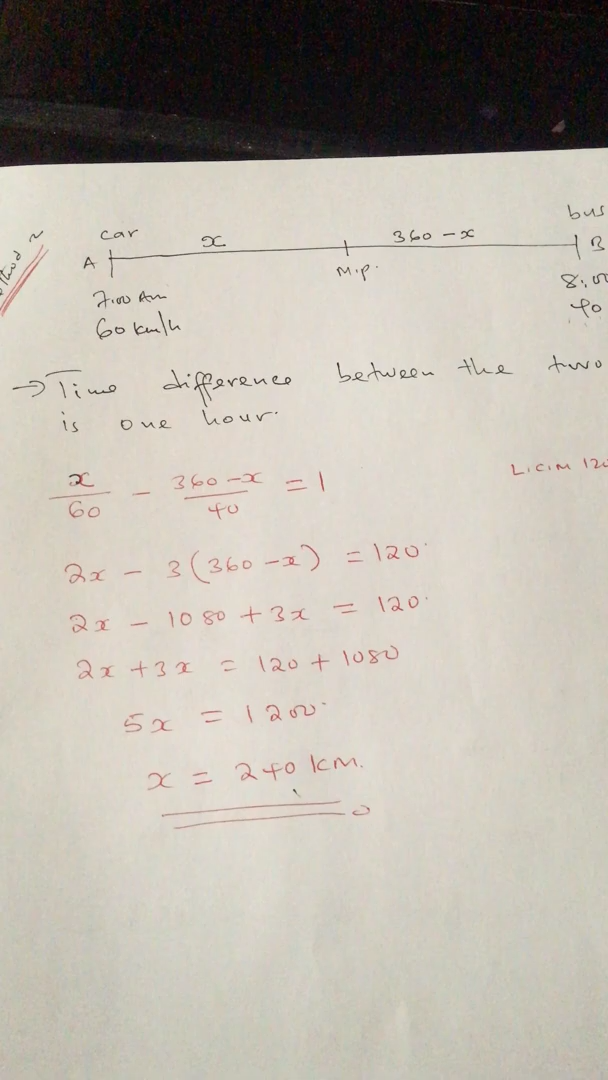 car x 360-x bus
A M.p. B
7.00 Am
60 km/h 40
→ Time difference between the two
is one hour.
x/60 - 360-x/40 = 1 L.C.M 120
2x - 3(360-x) = 120
2x - 1080 + 3x = 120
2x + 3x = 120 + 1080
5x = 1200
x = 240 km.